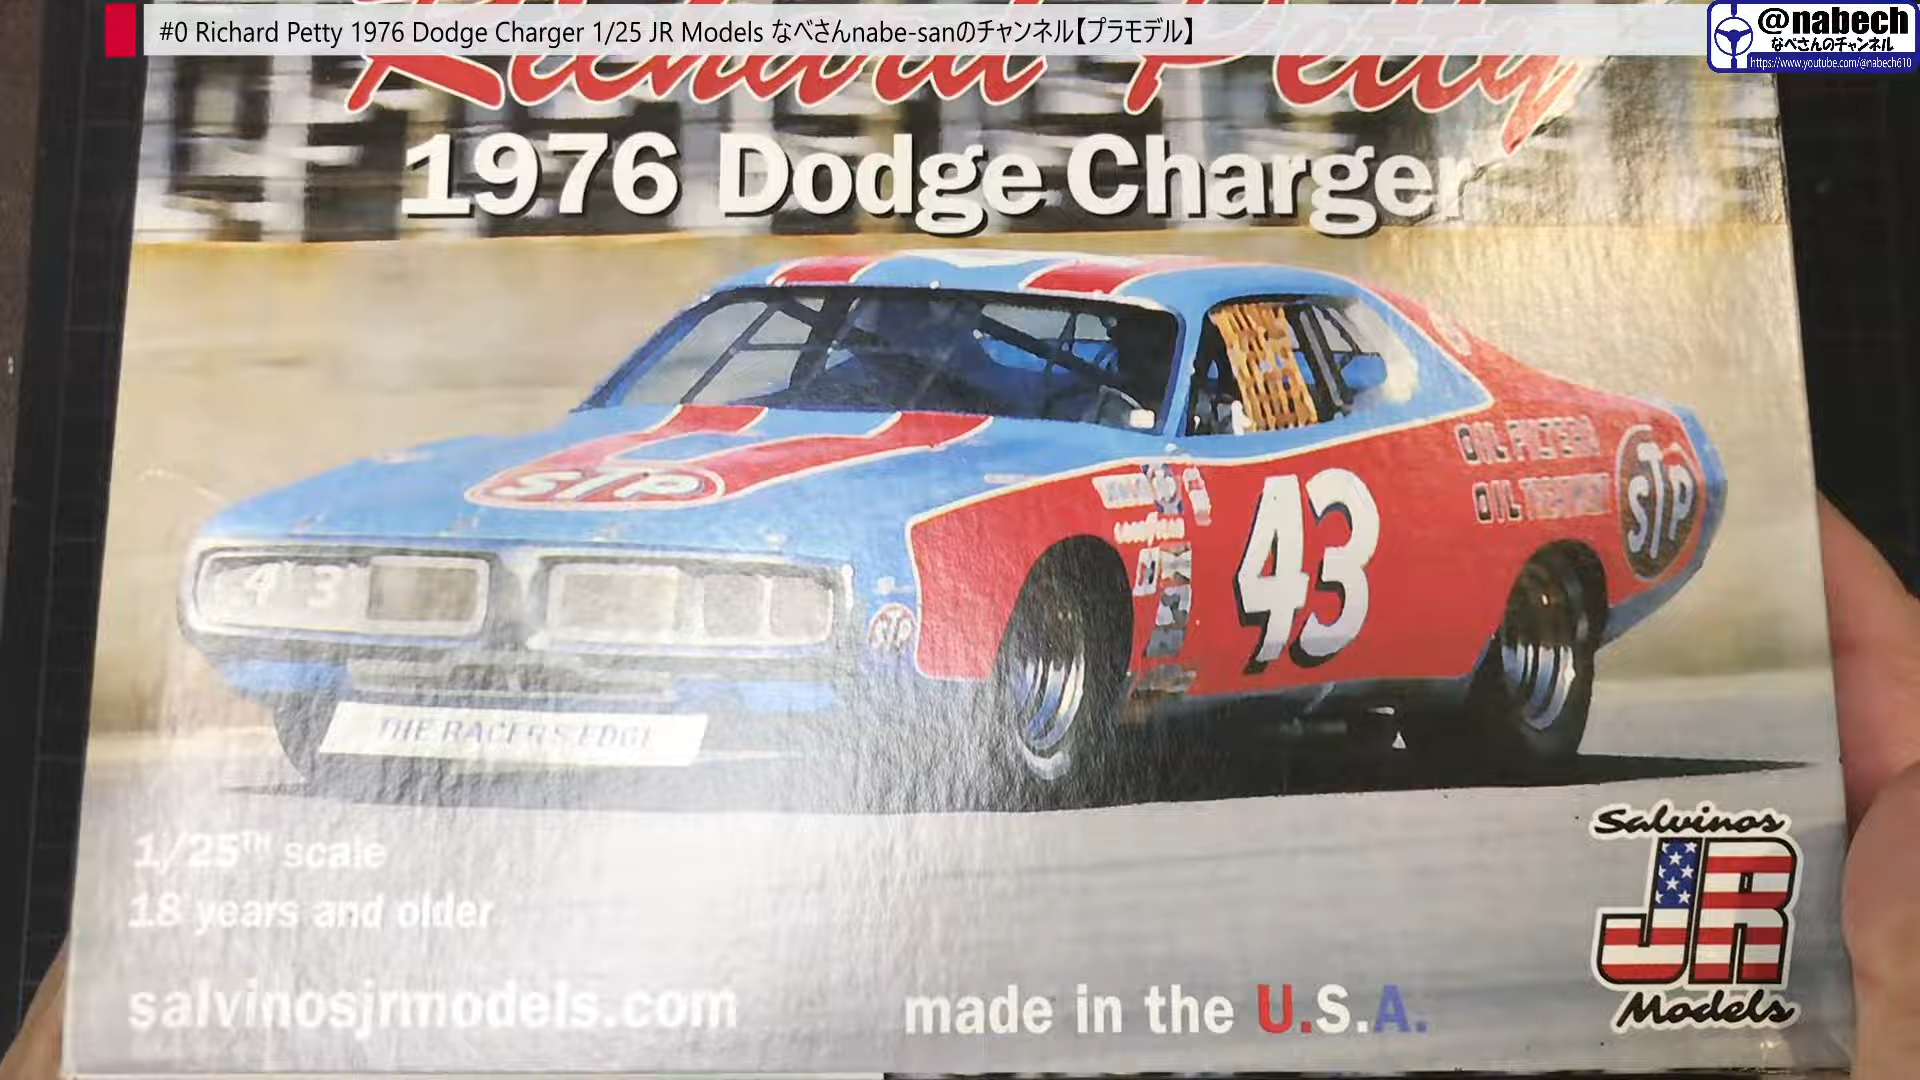 #0 Richard Petty 1976 Dodge Charger 1/25 JR Models なべさんnabe-sanのチャンネル【プラモデル】
@nabech
なべさんのチャンネル
https://www.youtube.com/@nabech610
Richard Petty
1976 Dodge Charger
STP
43
OIL FILTERS
OIL TREATMENT
STP
43
STP
THE RACERS EDGE
1/25TH scale
18 years and older
salvinosjrmodels.com
made in the U.S.A.
Salvinos
JR
Models